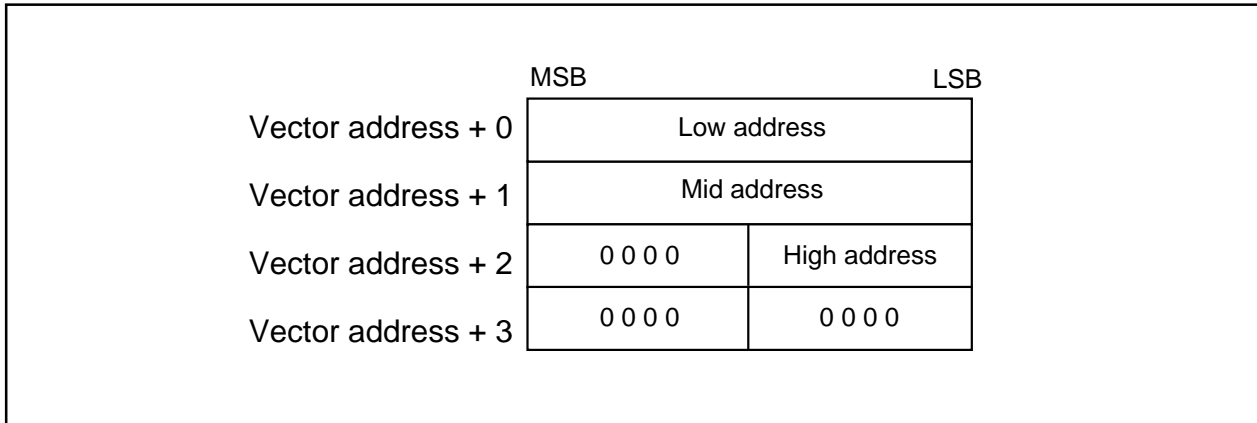 MSB LSB
Vector address + 0 Low address
Vector address + 1 Mid address
Vector address + 2 0 0 0 0 High address
Vector address + 3 0 0 0 0 0 0 0 0